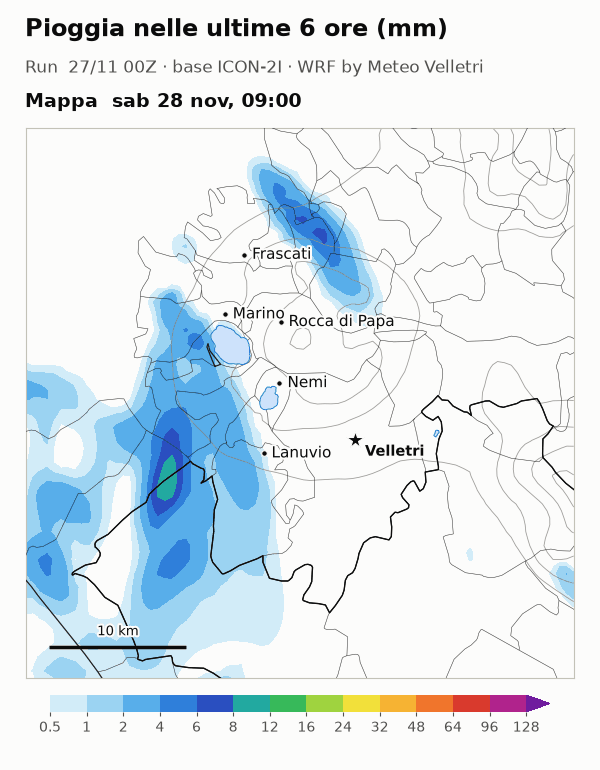 Pioggia nelle ultime 6 ore (mm)
Run  27/11 00Z · base ICON-2I · WRF by Meteo Velletri
Mappa  sab 28 nov, 09:00
Frascati
Marino
Rocca di Papa
Nemi
Velletri
Lanuvio
10 km
0.5 1 2 4 6 8 12 16 24 32 48 64 96 128